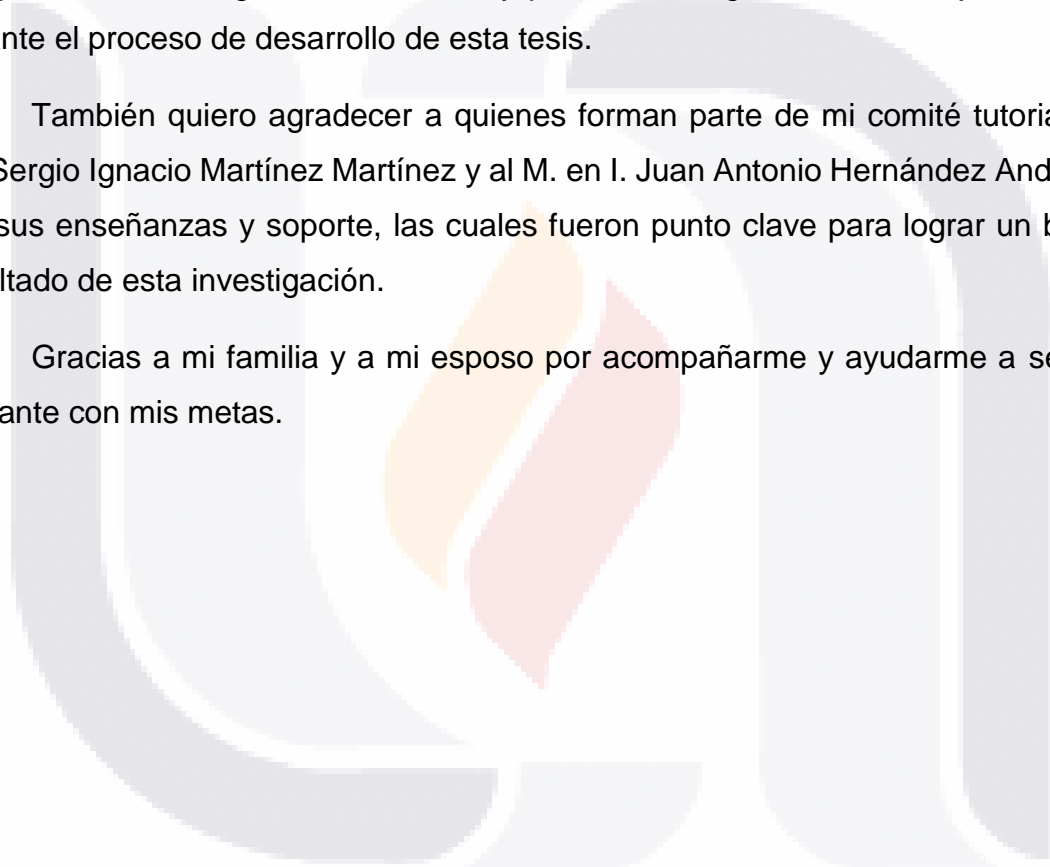 nte el proceso de desarrollo de esta tesis.
También quiero agradecer a quienes forman parte de mi comité tutoria
Sergio Ignacio Martínez Martínez y al M. en I. Juan Antonio Hernández And
sus enseñanzas y soporte, las cuales fueron punto clave para lograr un b
ltado de esta investigación.
Gracias a mi familia y a mi esposo por acompañarme y ayudarme a se
ante con mis metas.